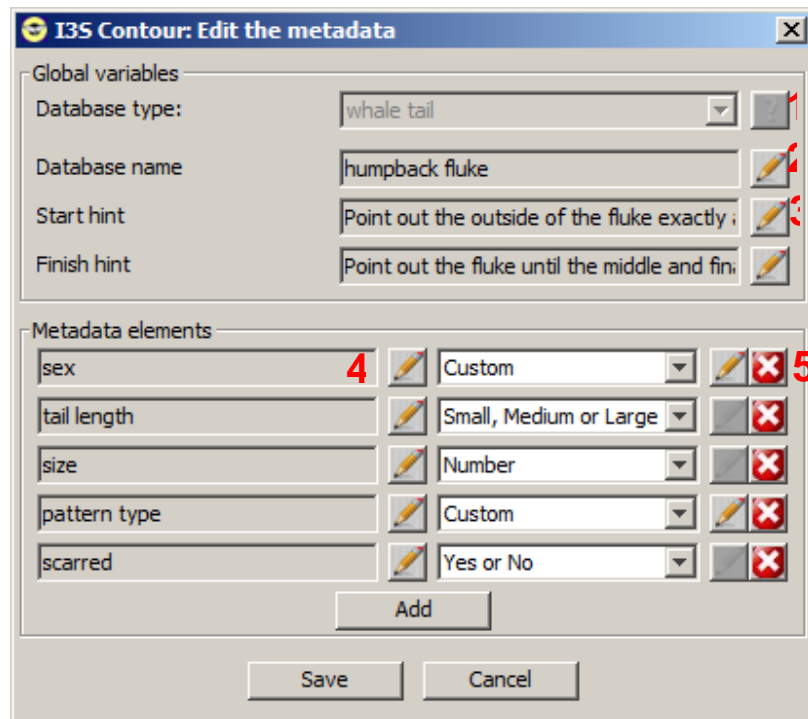 I3S Contour: Edit the metadata
Global variables
Database type: whale tail ? 1
Database name humpback fluke 2
Start hint Point out the outside of the fluke exactly 3
Finish hint Point out the fluke until the middle and
Metadata elements
sex 4 Custom 5
tail length Small, Medium or Large
size Number
pattern type Custom
scarred Yes or No
Add
Save Cancel